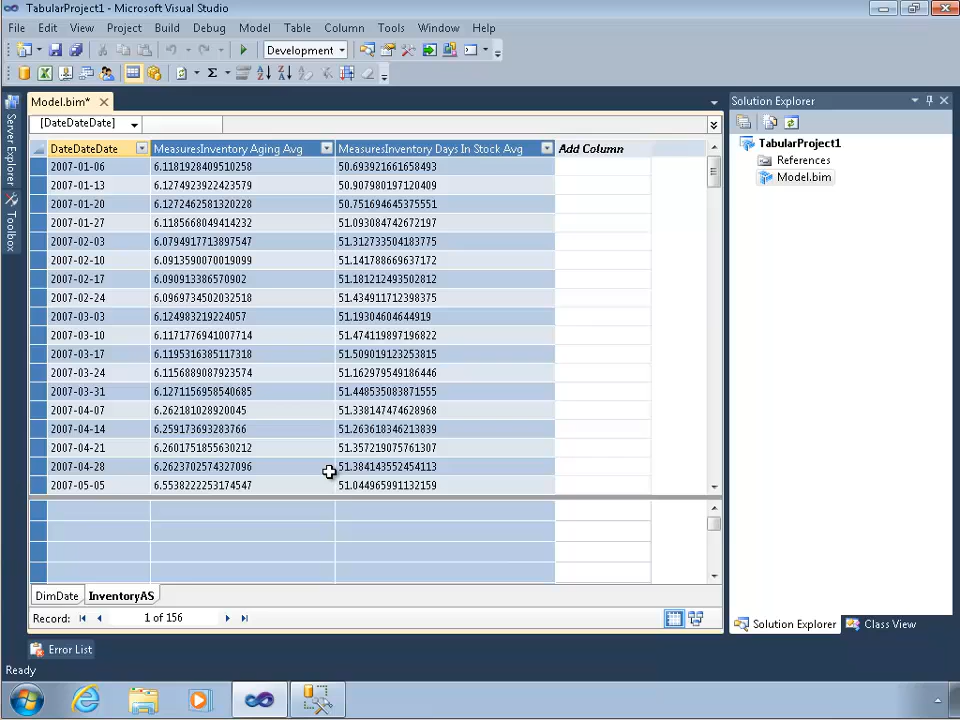 TabularProject1 - Microsoft Visual Studio
File Edit View Project Build Debug Model Table Column Tools Window Help
Development
Model.bim*
[DateDateDate]
DateDateDate MeasuresInventory Aging Avg MeasuresInventory Days In Stock Avg Add Column
2007-01-06 6.1181928409510258 50.693921661658493
2007-01-13 6.1274923922423579 50.907980197120409
2007-01-20 6.1272462581320228 50.751694645375551
2007-01-27 6.1185668049414232 51.093084742672197
2007-02-03 6.0794917713897547 51.312733504183775
2007-02-10 6.0913590070019099 51.141788669637172
2007-02-17 6.090913386570902 51.181212493502812
2007-02-24 6.0969734502032518 51.434911712398375
2007-03-03 6.124983219224057 51.19304604644919
2007-03-10 6.1171776941007714 51.474119897196822
2007-03-17 6.1195316385117318 51.509019123253815
2007-03-24 6.1156889087923574 51.162979549186446
2007-03-31 6.1271156958540685 51.448535083871555
2007-04-07 6.262181028920045 51.338147474628968
2007-04-14 6.259173693283766 51.263618346213839
2007-04-21 6.2601751855630212 51.357219075761307
2007-04-28 6.2623702574327096 51.384143552454113
2007-05-05 6.5538222253174547 51.044965991132159
DimDate InventoryAS
Record: 1 of 156
Server Explorer
Toolbox
Solution Explorer
TabularProject1
References
Model.bim
Solution Explorer Class View
Error List
Ready